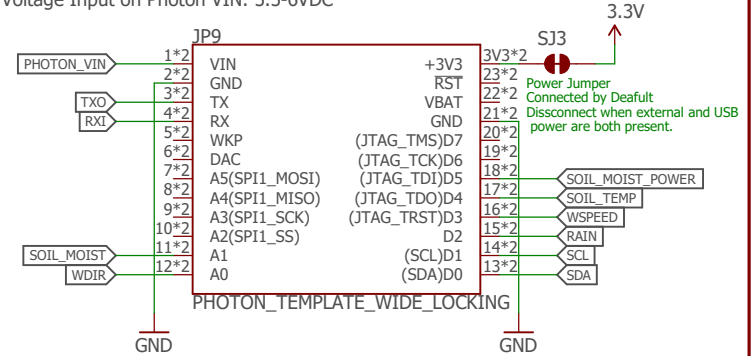 Voltage Input on Photon VIN: 3.3-6VDC
3.3V
JP9
SJ3
PHOTON_VIN 1*2 VIN +3V3 3V3*2
2*2 GND RST 23*2
TXO 3*2 TX VBAT 22*2
RXI 4*2 RX GND 21*2
5*2 WKP (JTAG_TMS)D7 20*2
6*2 DAC (JTAG_TCK)D6 19*2
7*2 A5(SPI1_MOSI) (JTAG_TDI)D5 18*2 SOIL_MOIST_POWER
8*2 A4(SPI1_MISO) (JTAG_TDO)D4 17*2 SOIL_TEMP
9*2 A3(SPI1_SCK) (JTAG_TRST)D3 16*2 WSPEED
10*2 A2(SPI1_SS) D2 15*2 RAIN
SOIL_MOIST 11*2 A1 (SCL)D1 14*2 SCL
WDIR 12*2 A0 (SDA)D0 13*2 SDA
Power Jumper
Connected by Deafult
Dissconnect when external and USB
power are both present.
PHOTON_TEMPLATE_WIDE_LOCKING
GND
GND